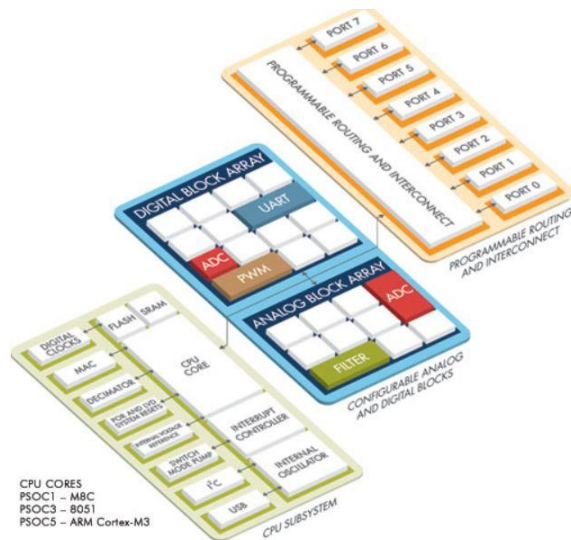 PORT 7
PORT 6
PORT 5
PORT 4
PORT 3
PORT 2
PORT 1
PORT 0
PROGRAMMABLE ROUTING AND INTERCONNECT
PROGRAMMABLE ROUTING
AND INTERCONNECT
DIGITAL BLOCK ARRAY
UART
ADC
PWM
ANALOG BLOCK ARRAY
ADC
FILTER
CONFIGURABLE ANALOG
AND DIGITAL BLOCKS
FLASH
SRAM
DIGITAL
CLOCKS
MAC
DECIMATOR
POR AND LVD
SYSTEM RESETS
INTERNAL VOLTAGE
REFERENCE
SWITCH
MODE PUMP
I²C
USB
CPU
CORE
INTERRUPT
CONTROLLER
INTERNAL
OSCILLATOR
CPU SUBSYSTEM
CPU CORES
PSOC1 – M8C
PSOC3 – 8051
PSOC5 – ARM Cortex-M3